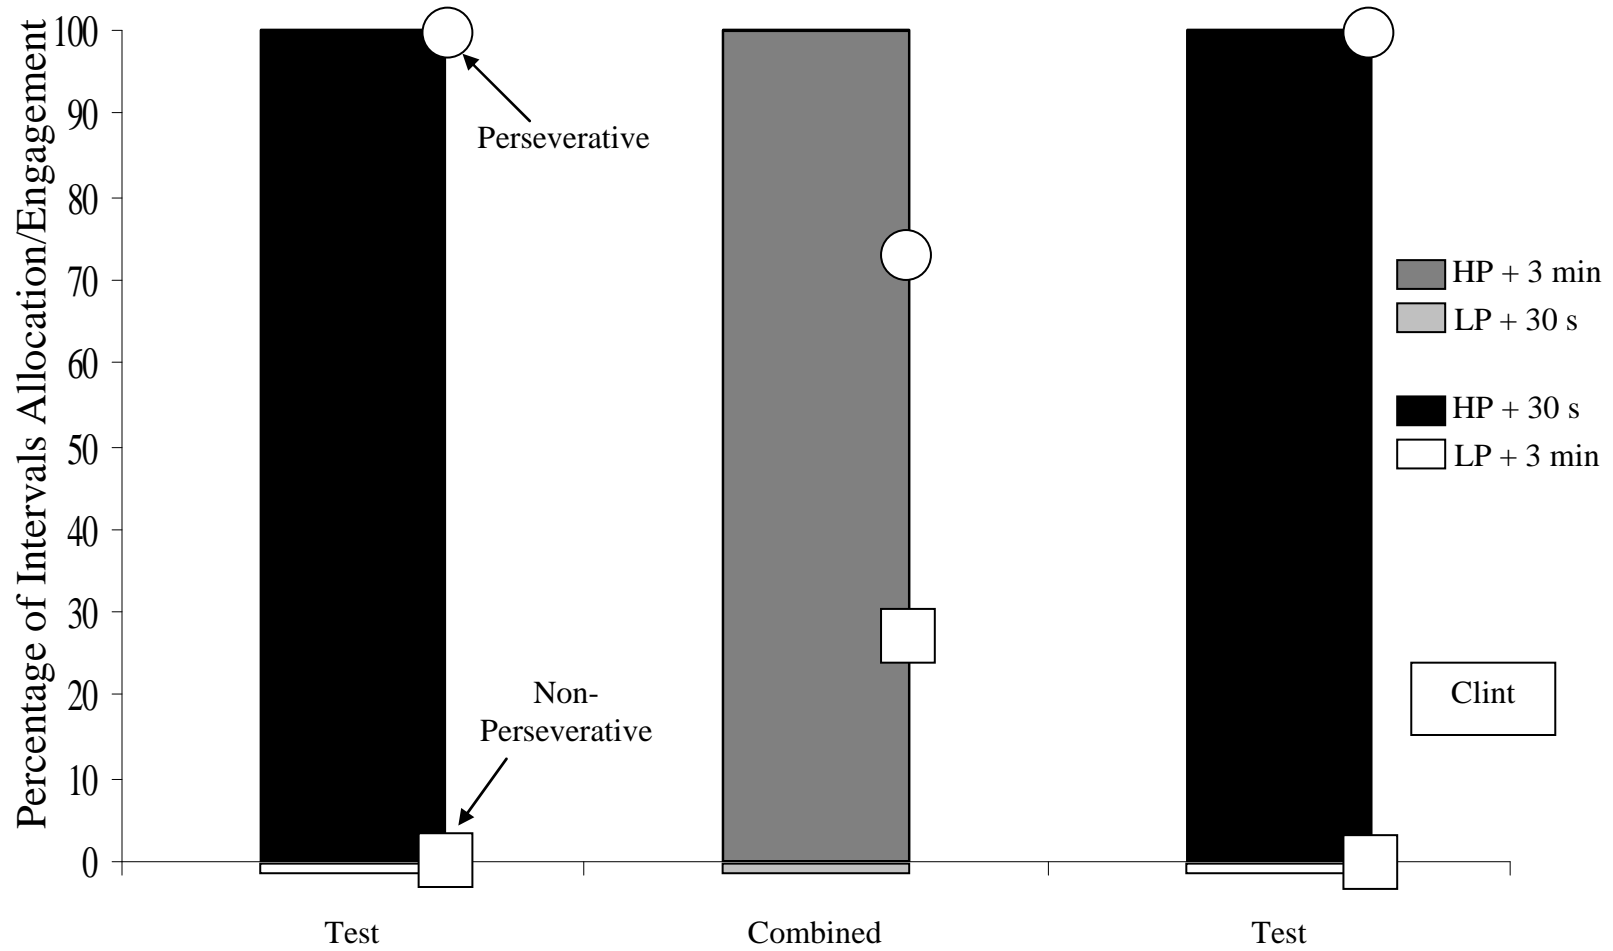 Percentage of Intervals Allocation/Engagement
100
90
80
70
60
50
40
30
20
10
0
Perseverative
Non-
Perseverative
HP + 3 min
LP + 30 s
HP + 30 s
LP + 3 min
Clint
Test
Combined
Test